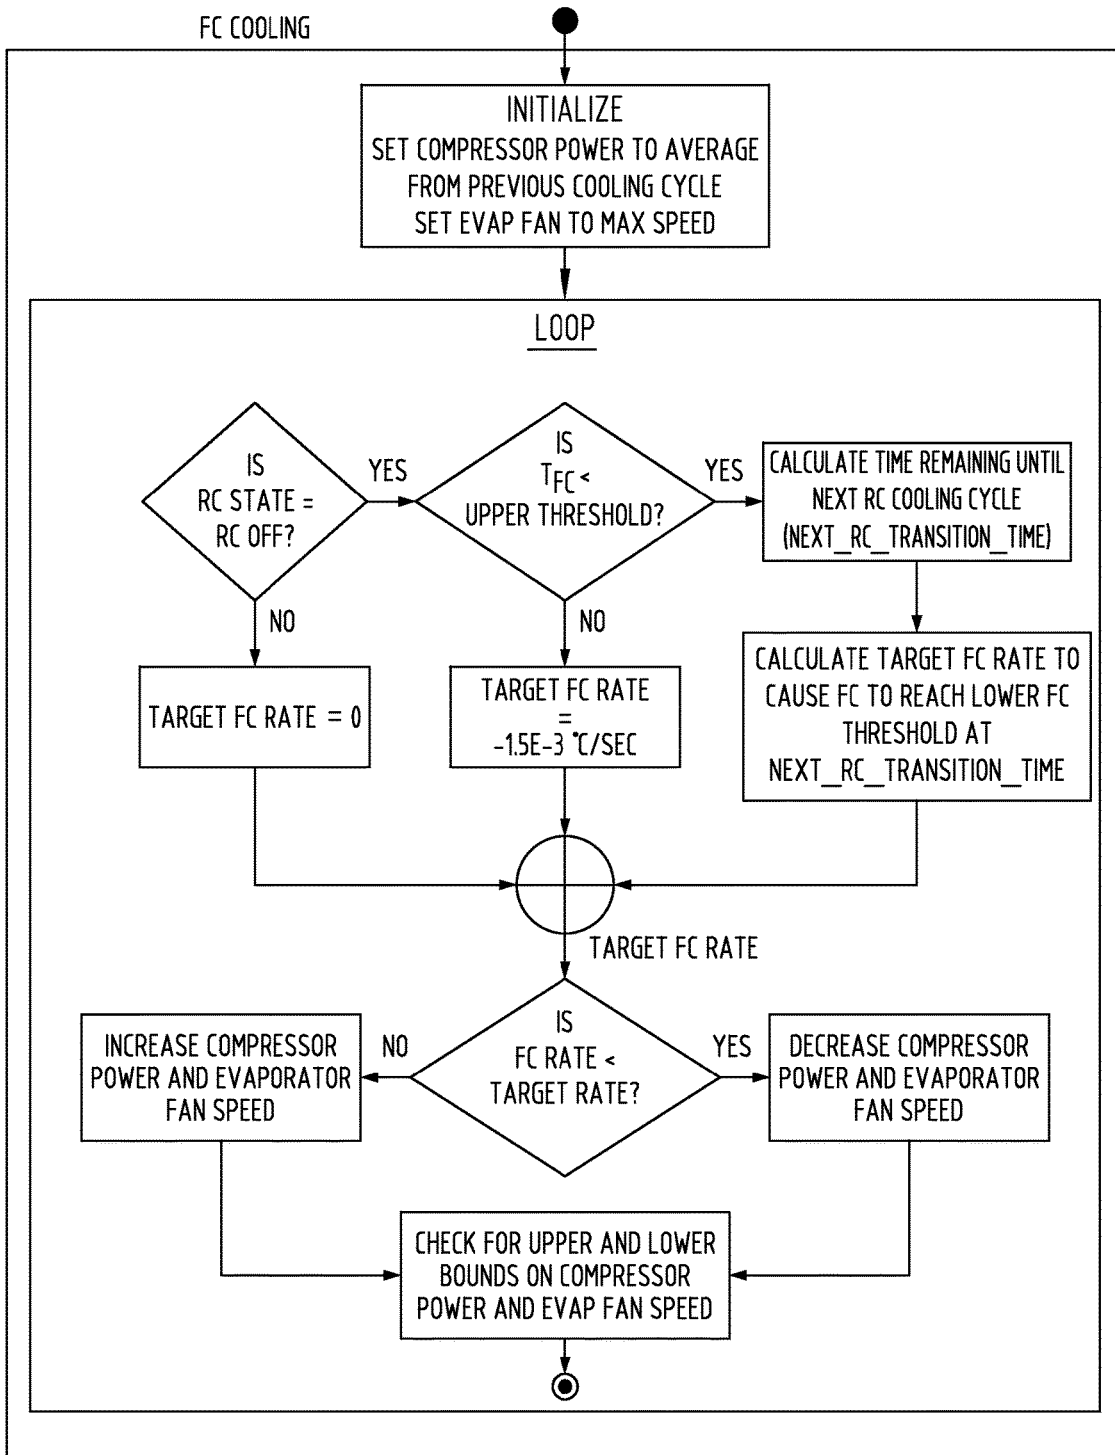 FC COOLING
INITIALIZE
SET COMPRESSOR POWER TO AVERAGE
FROM PREVIOUS COOLING CYCLE
SET EVAP FAN TO MAX SPEED
LOOP
IS
RC STATE =
RC OFF?
YES
IS
TFC <
UPPER THRESHOLD?
YES
CALCULATE TIME REMAINING UNTIL
NEXT RC COOLING CYCLE
(NEXT_RC_TRANSITION_TIME)
NO
NO
TARGET FC RATE = 0
TARGET FC RATE
=
-1.5E-3 °C/SEC
CALCULATE TARGET FC RATE TO
CAUSE FC TO REACH LOWER FC
THRESHOLD AT
NEXT_RC_TRANSITION_TIME
TARGET FC RATE
IS
FC RATE <
TARGET RATE?
NO
YES
INCREASE COMPRESSOR
POWER AND EVAPORATOR
FAN SPEED
DECREASE COMPRESSOR
POWER AND EVAPORATOR
FAN SPEED
CHECK FOR UPPER AND LOWER
BOUNDS ON COMPRESSOR
POWER AND EVAP FAN SPEED